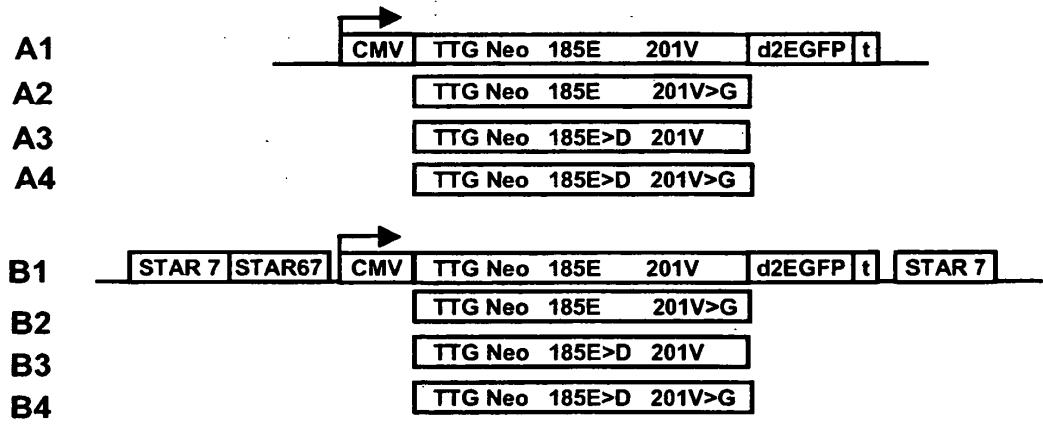 A1 CMV TTG Neo 185E 201V d2EGFP t
A2 TTG Neo 185E 201V>G
A3 TTG Neo 185E>D 201V
A4 TTG Neo 185E>D 201V>G
B1 STAR 7 STAR67 CMV TTG Neo 185E 201V d2EGFP t STAR 7
B2 TTG Neo 185E 201V>G
B3 TTG Neo 185E>D 201V
B4 TTG Neo 185E>D 201V>G